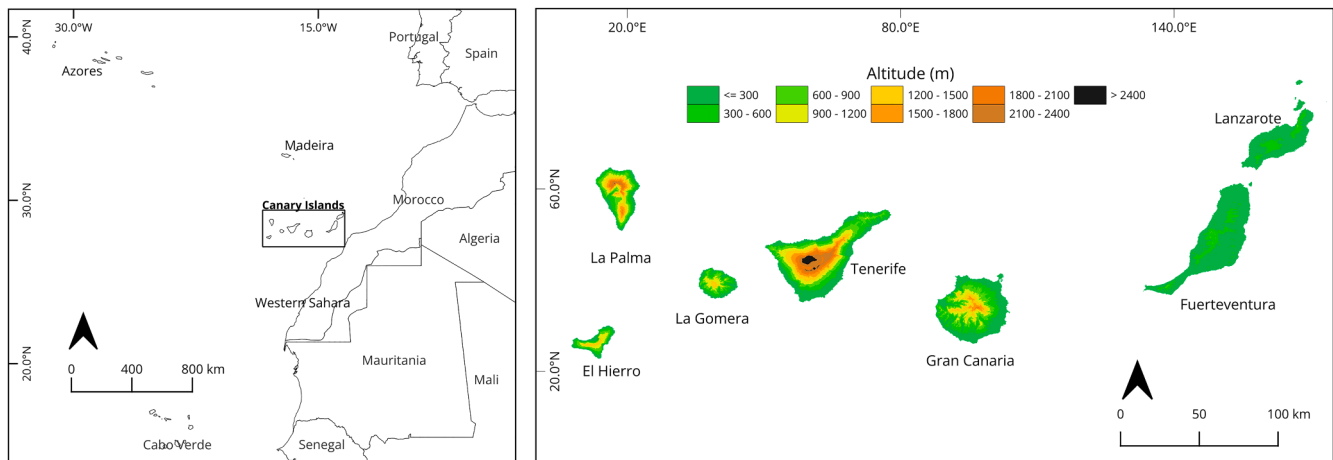 30.0°W
15.0°W
40.0°N
30.0°N
20.0°N
Portugal
Spain
Azores
Madeira
Canary Islands
Morocco
Algeria
Western Sahara
Mauritania
Mali
0 400 800 km
Cabo Verde
Senegal
20.0°E
80.0°E
140.0°E
60.0°N
20.0°N
Altitude (m)
<= 300
600 - 900
1200 - 1500
1800 - 2100
> 2400
300 - 600
900 - 1200
1500 - 1800
2100 - 2400
Lanzarote
La Palma
Tenerife
Fuerteventura
La Gomera
Gran Canaria
El Hierro
0 50 100 km